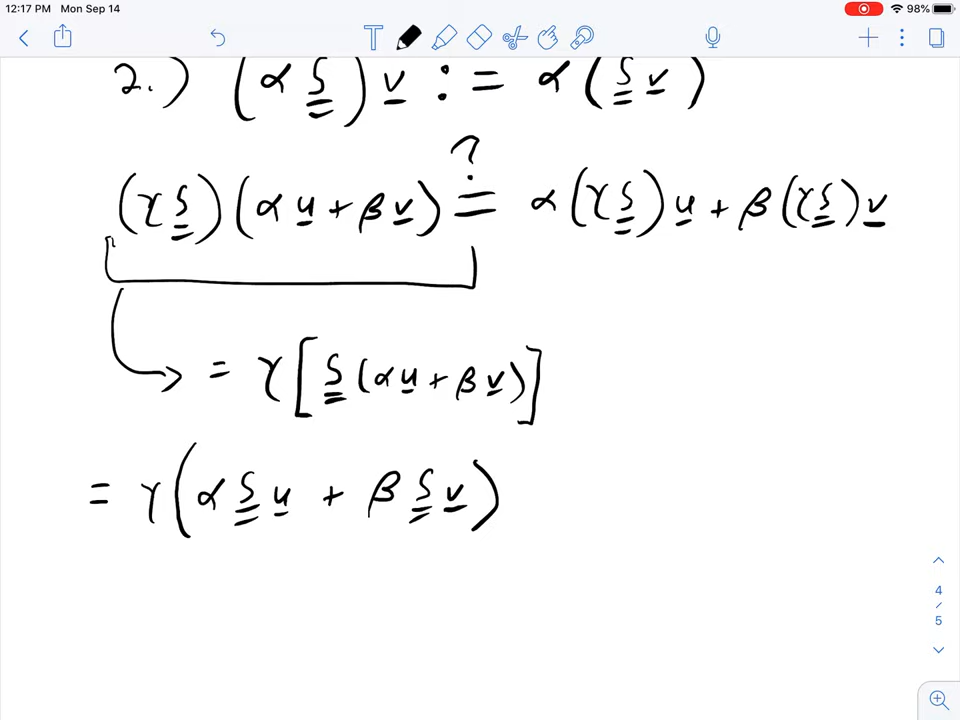 12:17 PM Mon Sep 14 98%
2.) (α S̳) v̲ := α (S̳ v̲)
?
(γ S̳)(α u̲ + β v̲) = α(γ S̳) u̲ + β(γ S̳) v̲
= γ [S̳ (α u̲ + β v̲)]
= γ (α S̳ u̲ + β S̳ v̲)
4
/
5